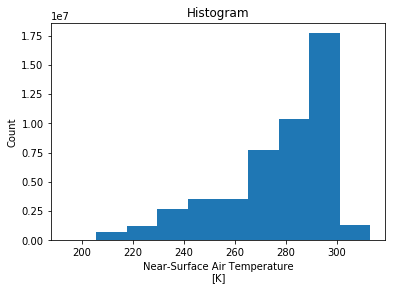 Histogram
1e7
1.75
1.50
1.25
1.00
0.75
0.50
0.25
0.00
Count
200 220 240 260 280 300
Near-Surface Air Temperature
[K]